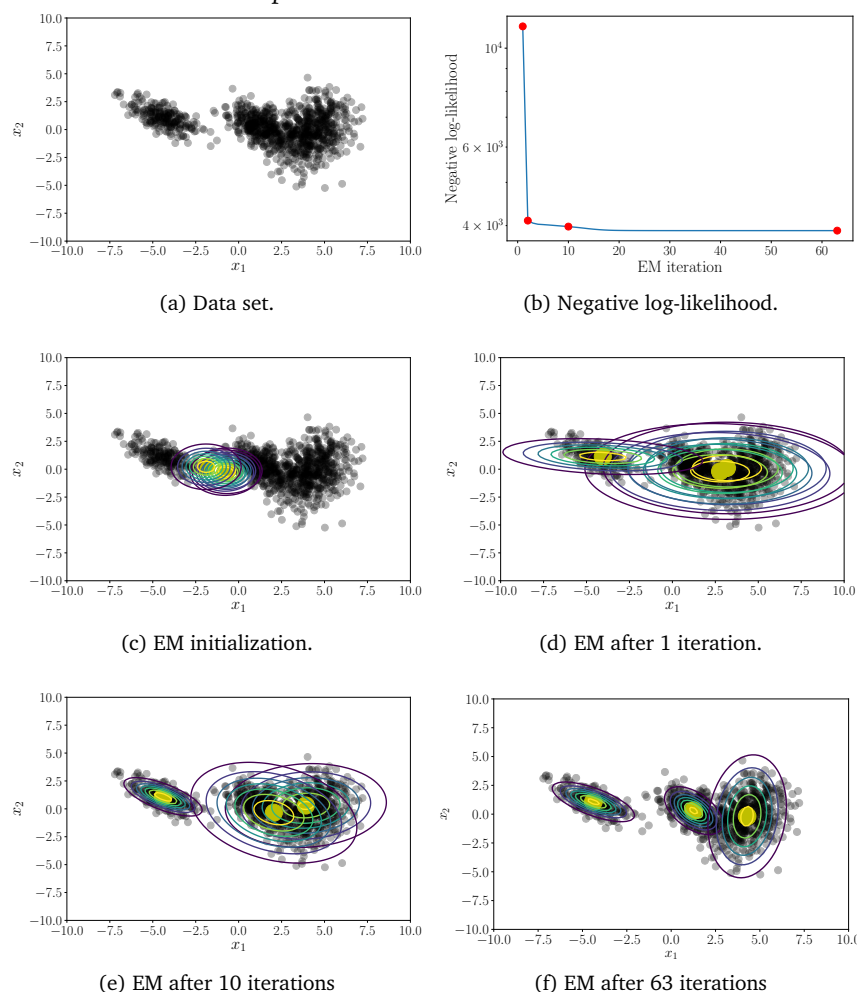 10.0
7.5
5.0
2.5
0.0
−2.5
−5.0
−7.5
−10.0
x₂
−10.0 −7.5 −5.0 −2.5 0.0 2.5 5.0 7.5 10.0
x₁
(a) Data set.
10⁴
6 × 10³
4 × 10³
Negative log-likelihood
0 10 20 30 40 50 60
EM iteration
(b) Negative log-likelihood.
10.0
7.5
5.0
2.5
0.0
−2.5
−5.0
−7.5
−10.0
x₂
−10.0 −7.5 −5.0 −2.5 0.0 2.5 5.0 7.5 10.0
x₁
(c) EM initialization.
10.0
7.5
5.0
2.5
0.0
−2.5
−5.0
−7.5
−10.0
x₂
−10.0 −7.5 −5.0 −2.5 0.0 2.5 5.0 7.5 10.0
x₁
(d) EM after 1 iteration.
10.0
7.5
5.0
2.5
0.0
−2.5
−5.0
−7.5
−10.0
x₂
−10.0 −7.5 −5.0 −2.5 0.0 2.5 5.0 7.5 10.0
x₁
(e) EM after 10 iterations
10.0
7.5
5.0
2.5
0.0
−2.5
−5.0
−7.5
−10.0
x₂
−10.0 −7.5 −5.0 −2.5 0.0 2.5 5.0 7.5 10.0
x₁
(f) EM after 63 iterations